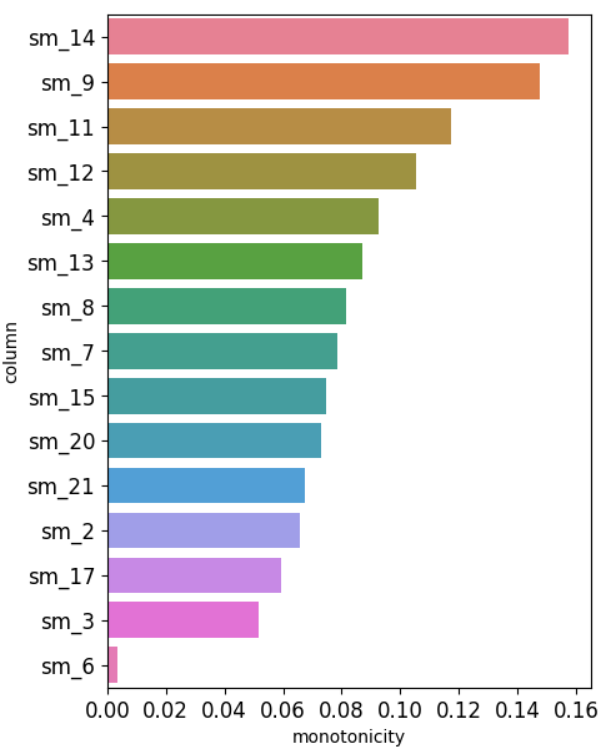 sm_14
sm_9
sm_11
sm_12
sm_4
sm_13
sm_8
sm_7
sm_15
sm_20
sm_21
sm_2
sm_17
sm_3
sm_6
column
0.00 0.02 0.04 0.06 0.08 0.10 0.12 0.14 0.16
monotonicity